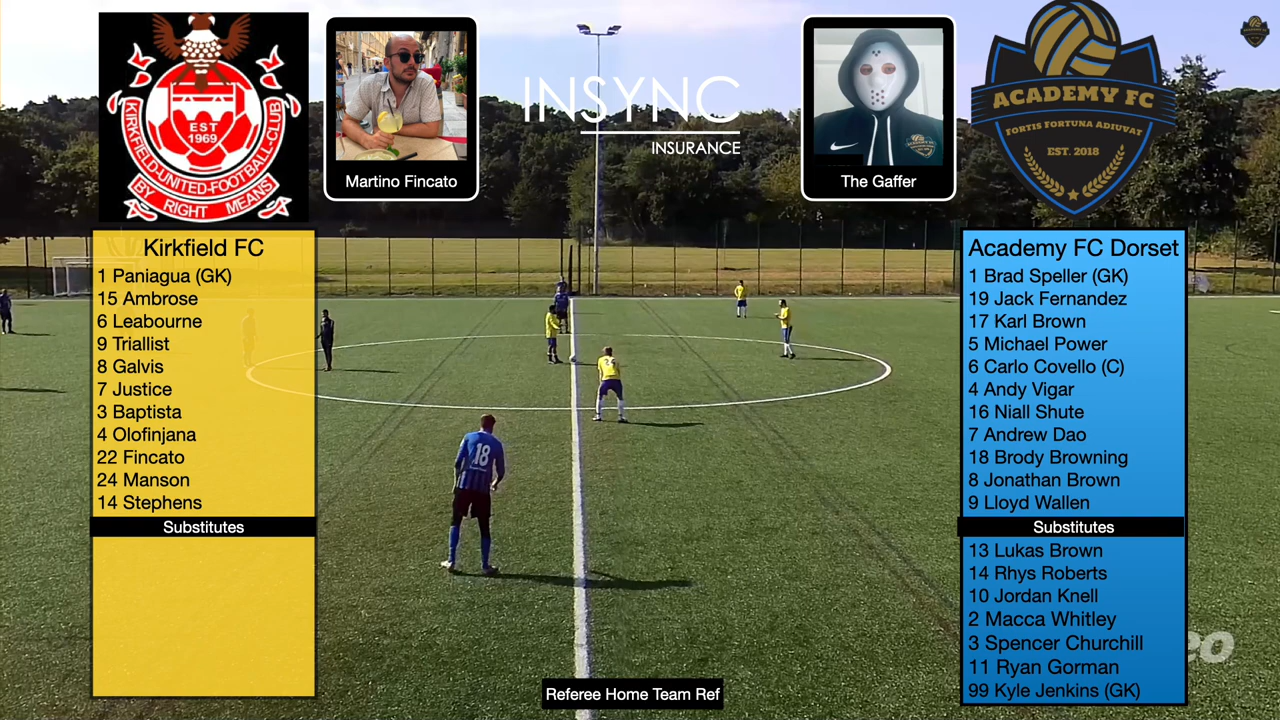 KIRKFIELD-UNITED-FOOTBALL-CLUB
EST
1969
BY RIGHT MEANS
Martino Fincato
INSYNC
INSURANCE
The Gaffer
ACADEMY FC
FORTIS FORTUNA ADIUVAT
EST. 2018
Kirkfield FC
1 Paniagua (GK)
15 Ambrose
6 Leabourne
9 Triallist
8 Galvis
7 Justice
3 Baptista
4 Olofinjana
22 Fincato
24 Manson
14 Stephens
Substitutes
18
Academy FC Dorset
1 Brad Speller (GK)
19 Jack Fernandez
17 Karl Brown
5 Michael Power
6 Carlo Covello (C)
4 Andy Vigar
16 Niall Shute
7 Andrew Dao
18 Brody Browning
8 Jonathan Brown
9 Lloyd Wallen
Substitutes
13 Lukas Brown
14 Rhys Roberts
10 Jordan Knell
2 Macca Whitley
3 Spencer Churchill
11 Ryan Gorman
99 Kyle Jenkins (GK)
Referee Home Team Ref